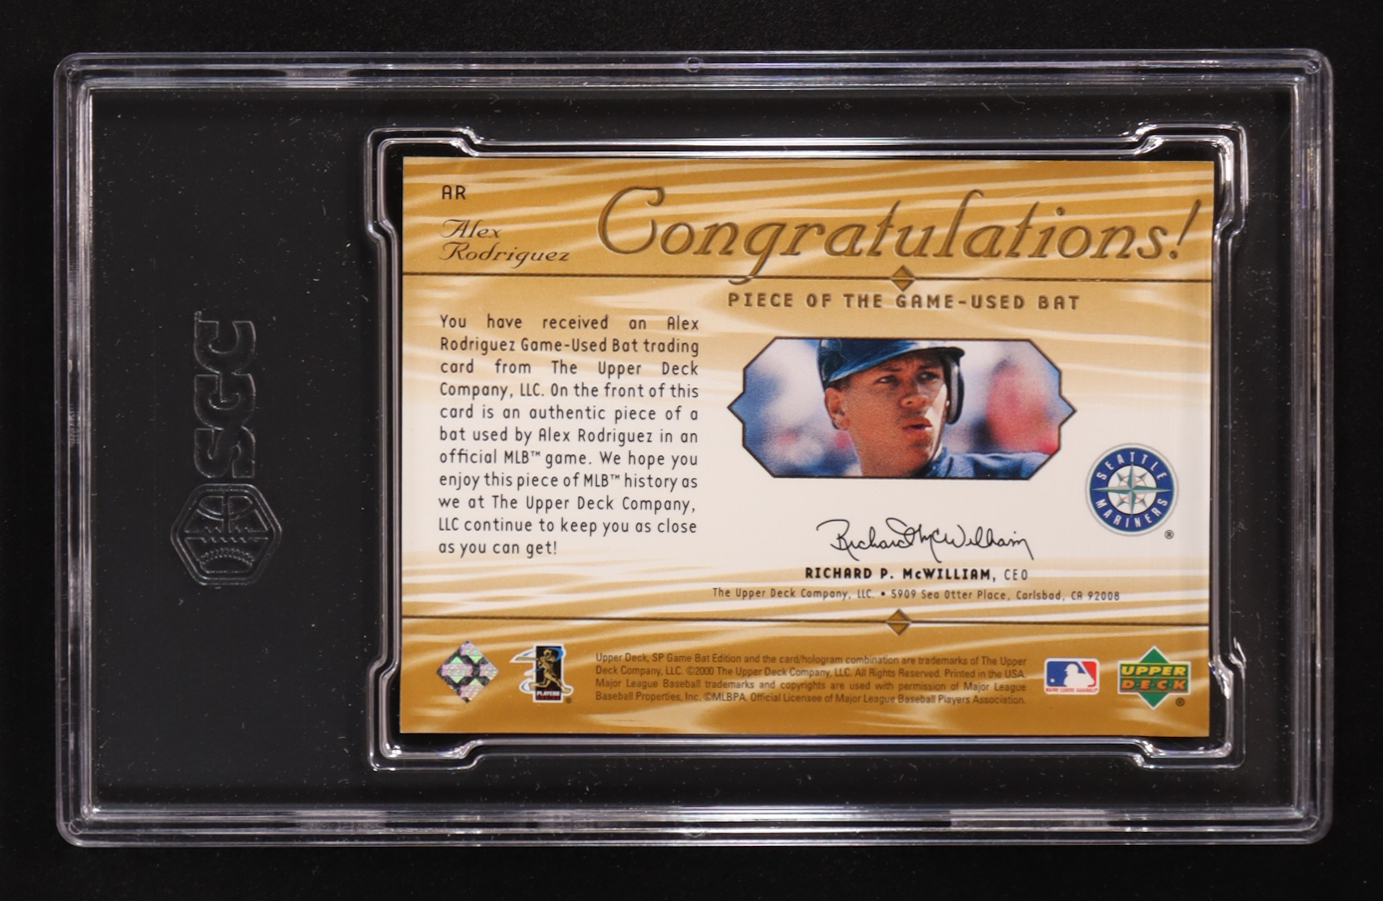 SGC
AR
Alex
Rodriguez
Congratulations!
PIECE OF THE GAME-USED BAT
You have received an Alex
Rodriguez Game-Used Bat trading
card from The Upper Deck
Company, LLC. On the front of this
card is an authentic piece of a
bat used by Alex Rodriguez in an
official MLB™ game. We hope you
enjoy this piece of MLB™ history as
we at The Upper Deck Company,
LLC continue to keep you as close
as you can get!
SEATTLE
MARINERS
®
Richard McWilliam
RICHARD P. McWILLIAM, CEO
The Upper Deck Company, LLC. • 5909 Sea Otter Place, Carlsbad, CA 92008
PLAYERS
®
Upper Deck, SP Game Bat Edition and the card/hologram combination are trademarks of The Upper
Deck Company, LLC. ©2000 The Upper Deck Company, LLC. All Rights Reserved. Printed in the USA.
Major League Baseball trademarks and copyrights are used with permission of Major League
Baseball Properties, Inc. ©MLBPA. Official Licensee of Major League Baseball Players Association.
UPPER
DECK
®